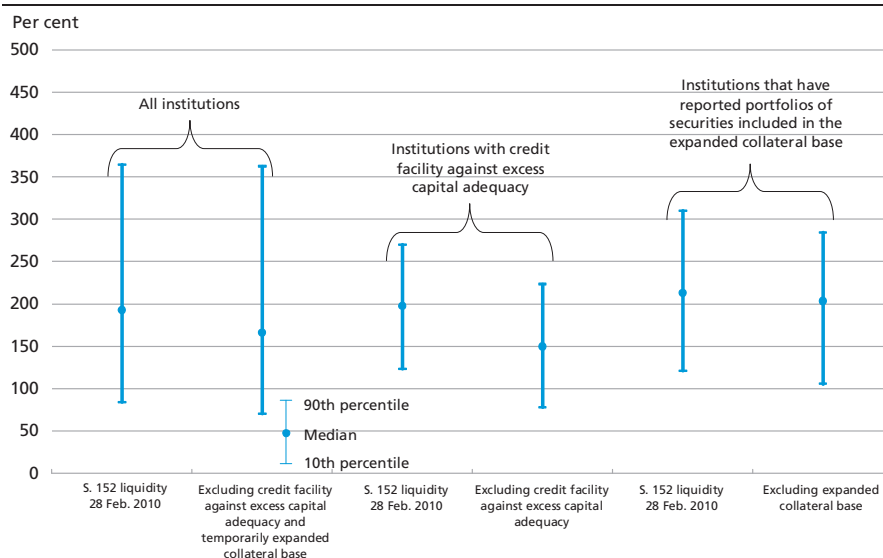 Per cent
500
450
400
350
300
250
200
150
100
50
0
All institutions
Institutions with credit
facility against excess
capital adequacy
Institutions that have
reported portfolios of
securities included in the
expanded collateral base
90th percentile
Median
10th percentile
S. 152 liquidity
28 Feb. 2010
Excluding credit facility
against excess capital
adequacy and
temporarily expanded
collateral base
S. 152 liquidity
28 Feb. 2010
Excluding credit facility
against excess capital
adequacy
S. 152 liquidity
28 Feb. 2010
Excluding expanded
collateral base